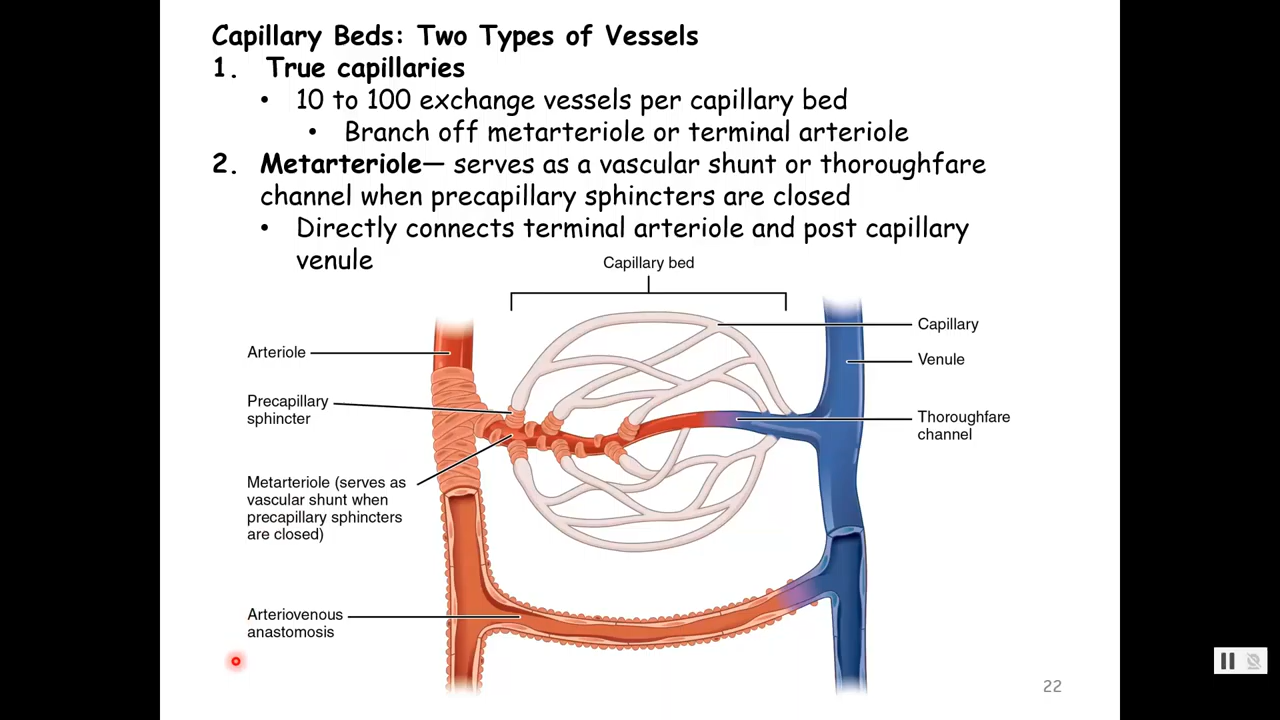 Capillary Beds: Two Types of Vessels
1. True capillaries
• 10 to 100 exchange vessels per capillary bed
• Branch off metarteriole or terminal arteriole
2. Metarteriole— serves as a vascular shunt or thoroughfare
channel when precapillary sphincters are closed
• Directly connects terminal arteriole and post capillary
venule
Capillary bed
Capillary
Arteriole
Venule
Precapillary
sphincter
Thoroughfare
channel
Metarteriole (serves as
vascular shunt when
precapillary sphincters
are closed)
Arteriovenous
anastomosis
22